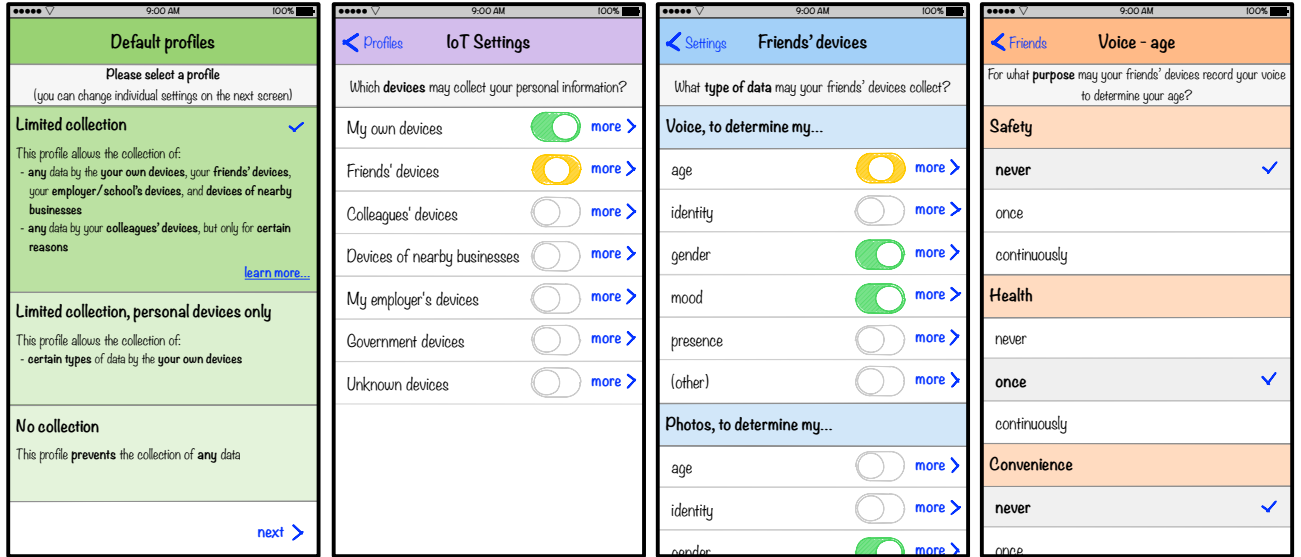 9:00 AM 100%
Default profiles
Please select a profile
(you can change individual settings on the next screen)
Limited collection
This profile allows the collection of:
- any data by the your own devices, your friends' devices,
your employer/school's devices, and devices of nearby
businesses
- any data by your colleagues' devices, but only for certain
reasons
learn more...
Limited collection, personal devices only
This profile allows the collection of:
- certain types of data by the your own devices
No collection
This profile prevents the collection of any data
next
9:00 AM 100%
Profiles IoT Settings
Which devices may collect your personal information?
My own devices more
Friends' devices more
Colleagues' devices more
Devices of nearby businesses more
My employer's devices more
Government devices more
Unknown devices more
9:00 AM 100%
Settings Friends' devices
What type of data may your friends' devices collect?
Voice, to determine my...
age more
identity more
gender more
mood more
presence more
(other) more
Photos, to determine my...
age more
identity more
gender more
9:00 AM 100%
Friends Voice - age
For what purpose may your friends' devices record your voice
to determine your age?
Safety
never
once
continuously
Health
never
once
continuously
Convenience
never
once